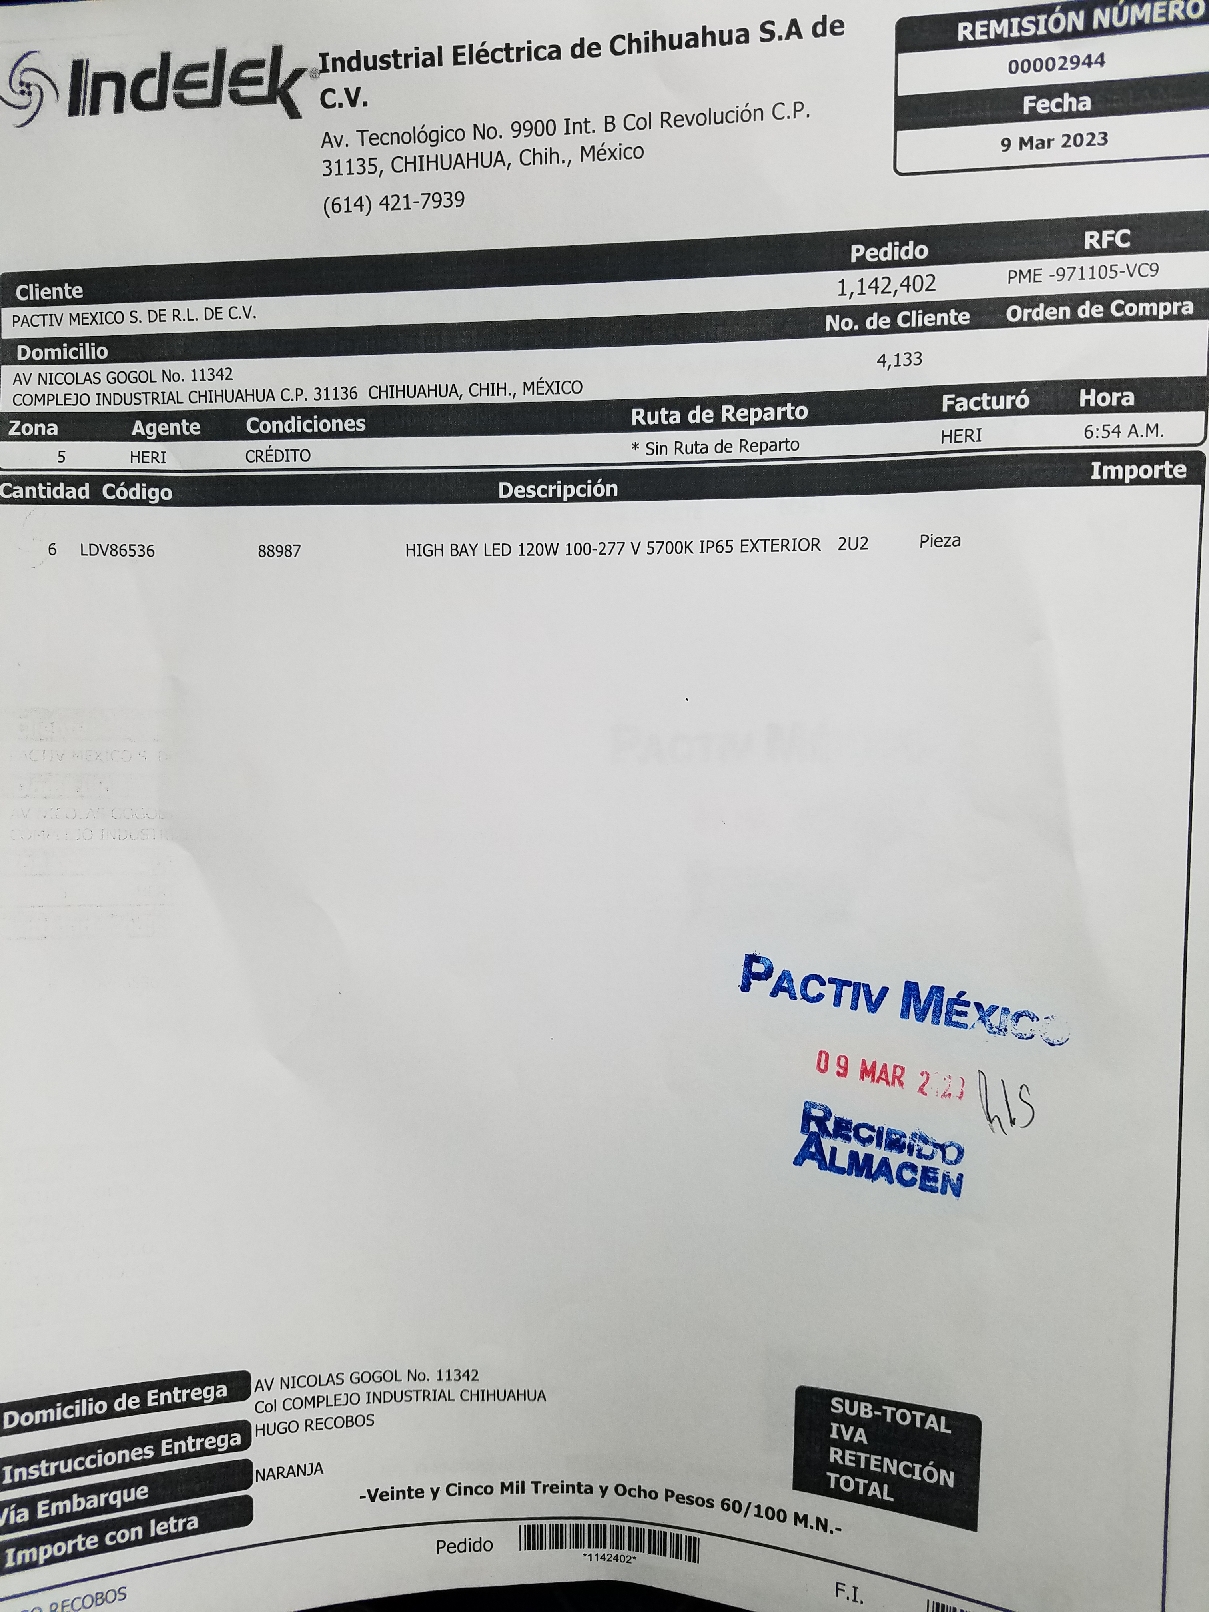 Indelek
Industrial Eléctrica de Chihuahua S.A de
C.V.
Av. Tecnológico No. 9900 Int. B Col Revolución C.P.
31135, CHIHUAHUA, Chih., México
(614) 421-7939
REMISIÓN NÚMERO
00002944
Fecha
9 Mar 2023
Cliente
PACTIV MEXICO S. DE R.L. DE C.V.
Pedido
1,142,402
RFC
PME -971105-VC9
Domicilio
AV NICOLAS GOGOL No. 11342
COMPLEJO INDUSTRIAL CHIHUAHUA C.P. 31136 CHIHUAHUA, CHIH., MÉXICO
No. de Cliente
4,133
Orden de Compra
Zona Agente Condiciones Ruta de Reparto Facturó Hora
5 HERI CRÉDITO * Sin Ruta de Reparto HERI 6:54 A.M.
Cantidad Código Descripción Importe
6 LDV86536 88987 HIGH BAY LED 120W 100-277 V 5700K IP65 EXTERIOR 2U2 Pieza
PACTIV MÉXICO
09 MAR 2023
RECIBIDO
ALMACEN
Domicilio de Entrega
AV NICOLAS GOGOL No. 11342
Col COMPLEJO INDUSTRIAL CHIHUAHUA
Instrucciones Entrega
HUGO RECOBOS
Vía Embarque
NARANJA
Importe con letra
-Veinte y Cinco Mil Treinta y Ocho Pesos 60/100 M.N.-
SUB-TOTAL
IVA
RETENCIÓN
TOTAL
Pedido
*1142402*
F.I.
RECOBOS